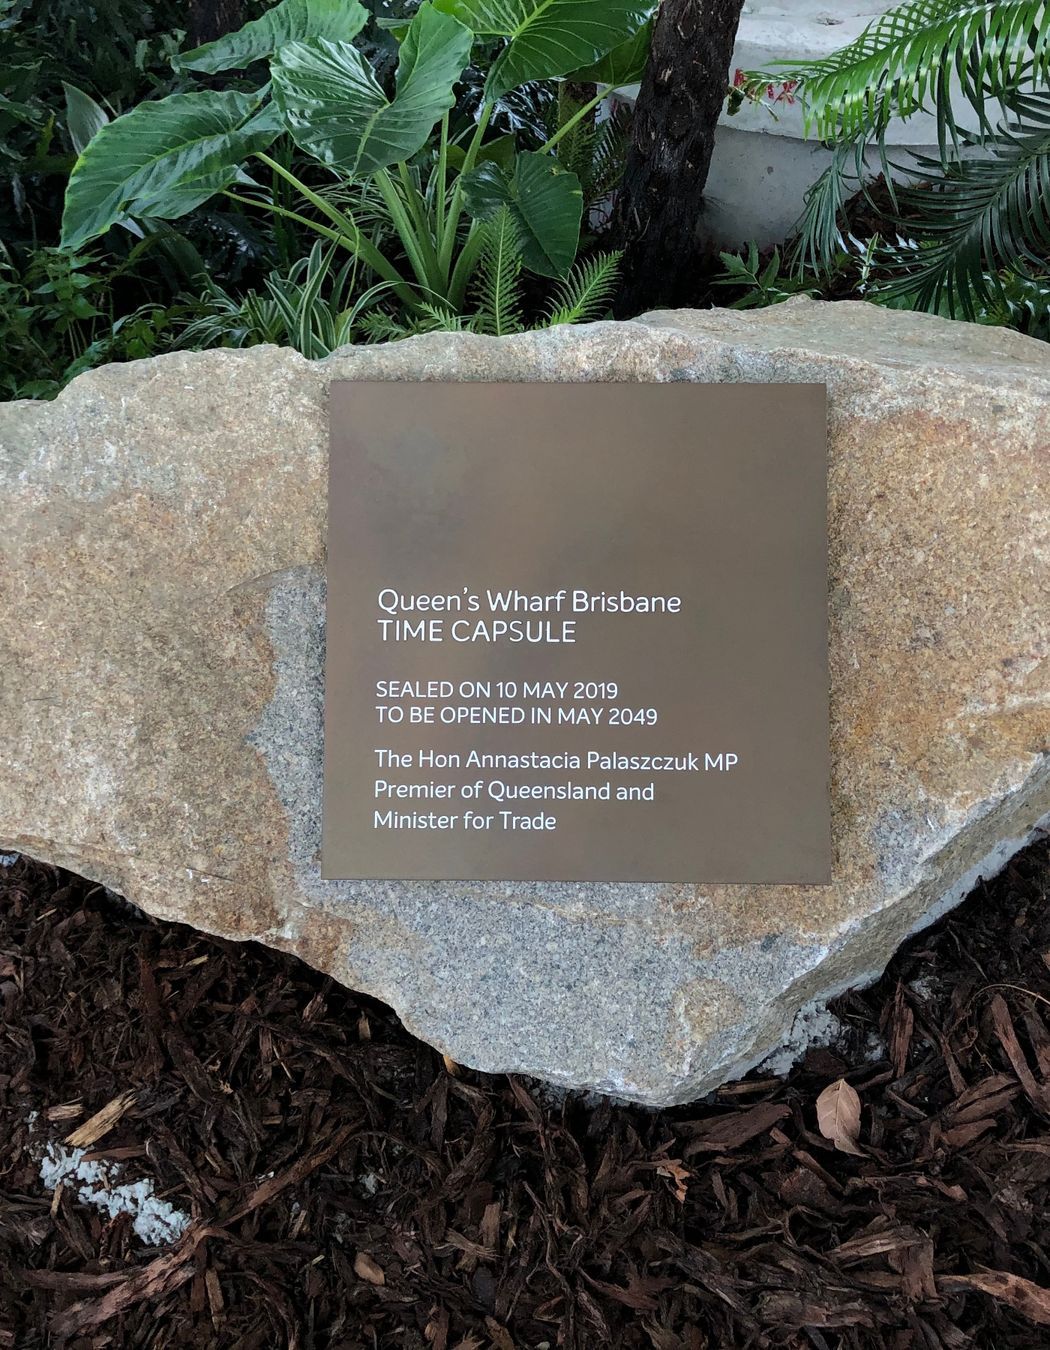 Queen's Wharf Brisbane
TIME CAPSULE
SEALED ON 10 MAY 2019
TO BE OPENED IN MAY 2049
The Hon Annastacia Palaszczuk MP
Premier of Queensland and
Minister for Trade